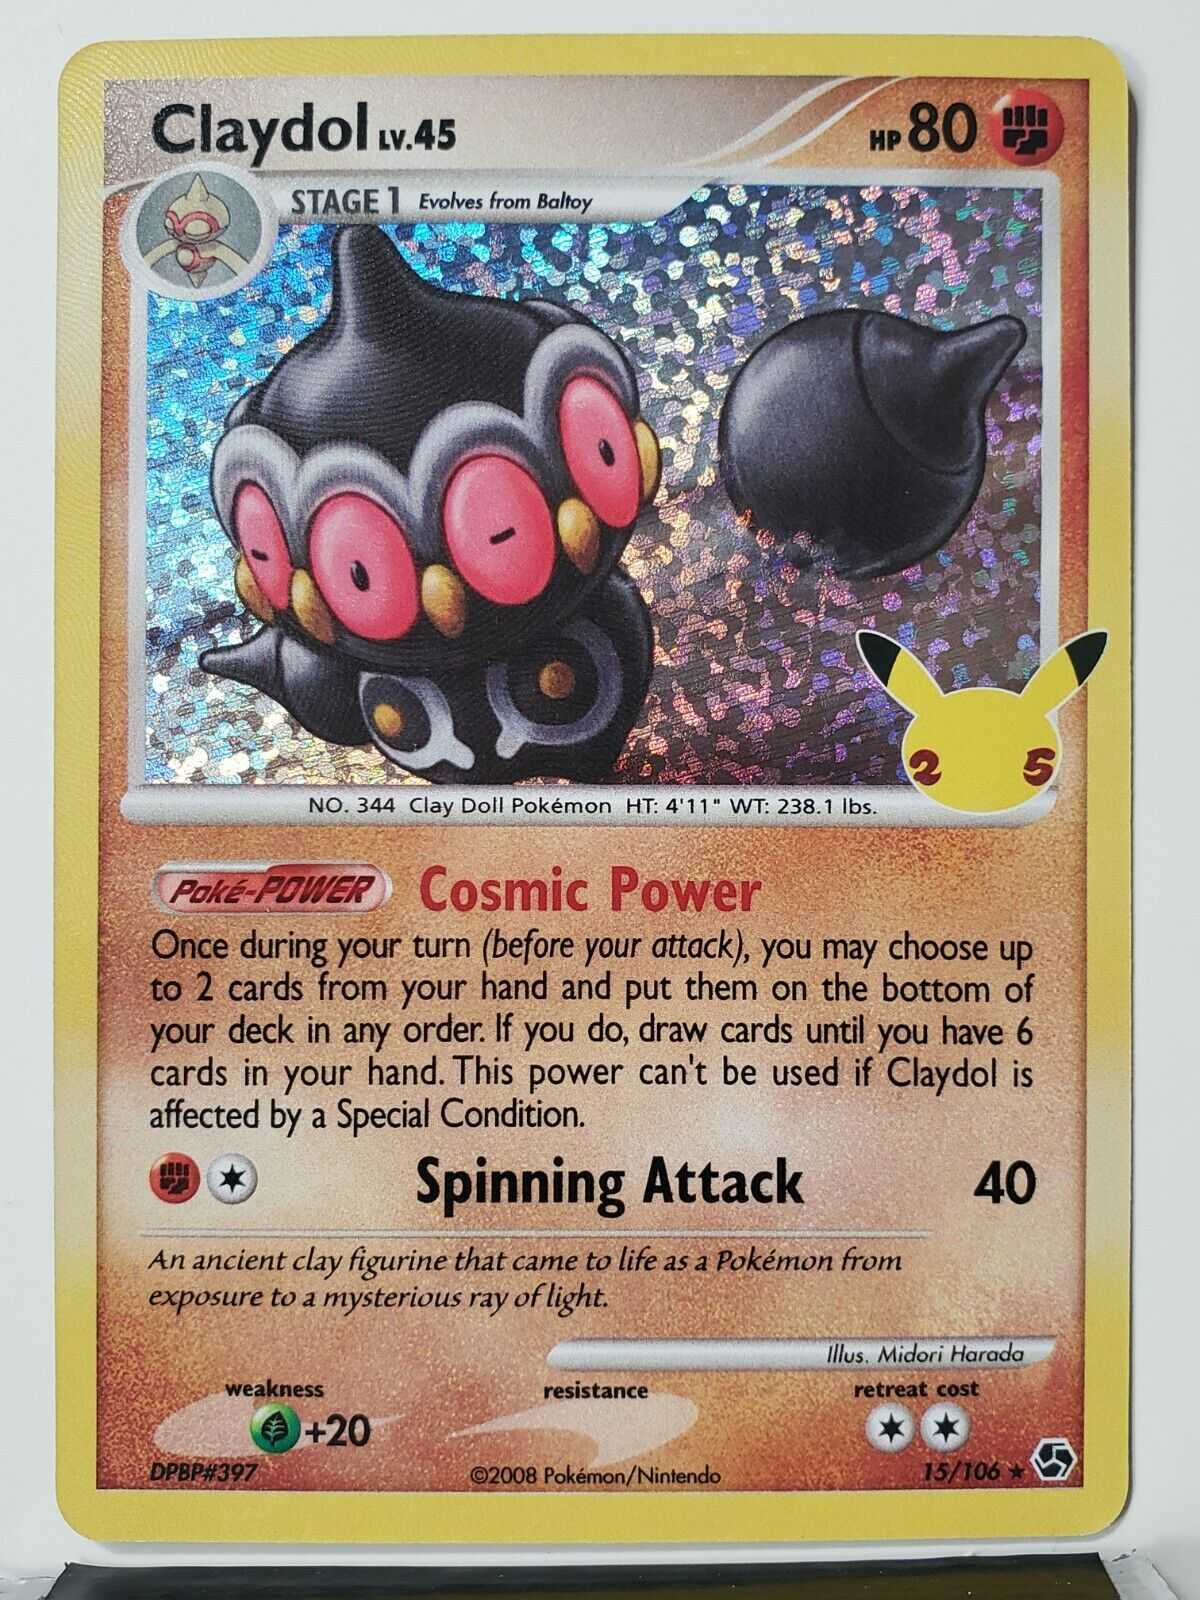 Claydol LV.45
HP 80
STAGE 1 Evolves from Baltoy
25
NO. 344 Clay Doll Pokémon HT: 4'11" WT: 238.1 lbs.
Poké-POWER Cosmic Power
Once during your turn (before your attack), you may choose up
to 2 cards from your hand and put them on the bottom of
your deck in any order. If you do, draw cards until you have 6
cards in your hand. This power can't be used if Claydol is
affected by a Special Condition.
Spinning Attack 40
An ancient clay figurine that came to life as a Pokémon from
exposure to a mysterious ray of light.
Illus. Midori Harada
weakness resistance retreat cost
+20
DPBP#397 ©2008 Pokémon/Nintendo 15/106 ★